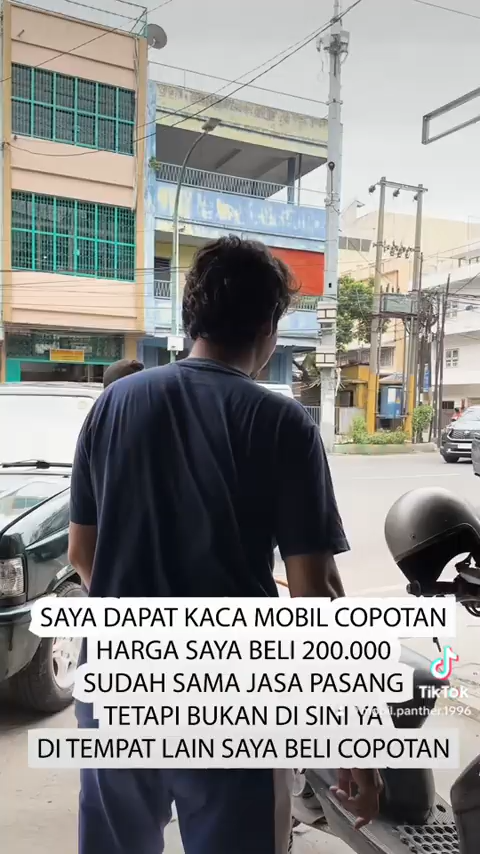 SAYA DAPAT KACA MOBIL COPOTAN
HARGA SAYA BELI 200.000
SUDAH SAMA JASA PASANG
TETAPI BUKAN DI SINI YA
DI TEMPAT LAIN SAYA BELI COPOTAN
TikTok